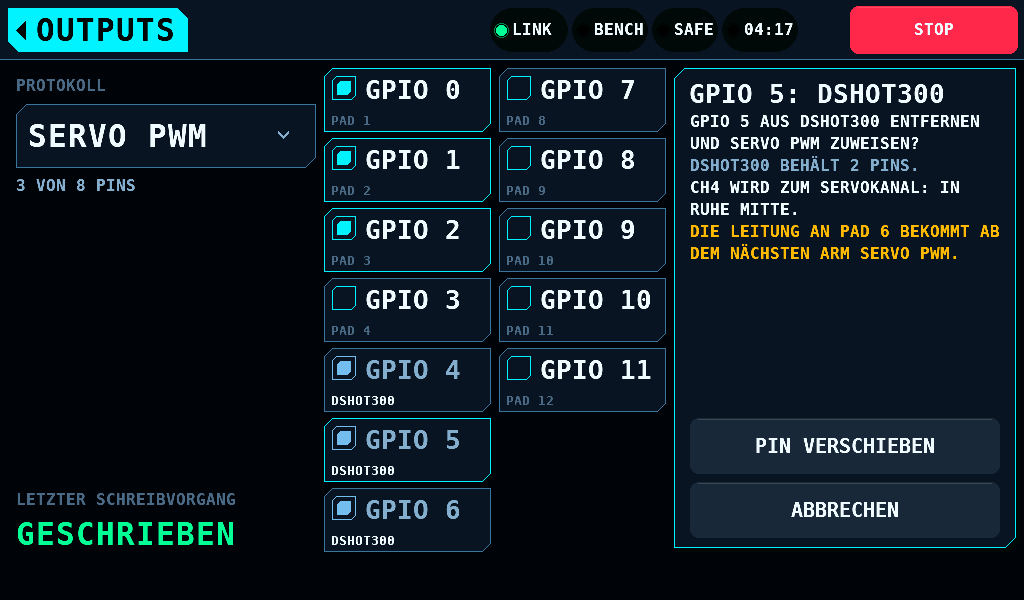 OUTPUTS
LINK
BENCH
SAFE
04:17
STOP
PROTOKOLL
SERVO PWM
3 VON 8 PINS
LETZTER SCHREIBVORGANG
GESCHRIEBEN
GPIO 0
PAD 1
GPIO 1
PAD 2
GPIO 2
PAD 3
GPIO 3
PAD 4
GPIO 4
DSHOT300
GPIO 5
DSHOT300
GPIO 6
DSHOT300
GPIO 7
PAD 8
GPIO 8
PAD 9
GPIO 9
PAD 10
GPIO 10
PAD 11
GPIO 11
PAD 12
GPIO 5: DSHOT300
GPIO 5 AUS DSHOT300 ENTFERNEN
UND SERVO PWM ZUWEISEN?
DSHOT300 BEHÄLT 2 PINS.
CH4 WIRD ZUM SERVOKANAL: IN
RUHE MITTE.
DIE LEITUNG AN PAD 6 BEKOMMT AB
DEM NÄCHSTEN ARM SERVO PWM.
PIN VERSCHIEBEN
ABBRECHEN